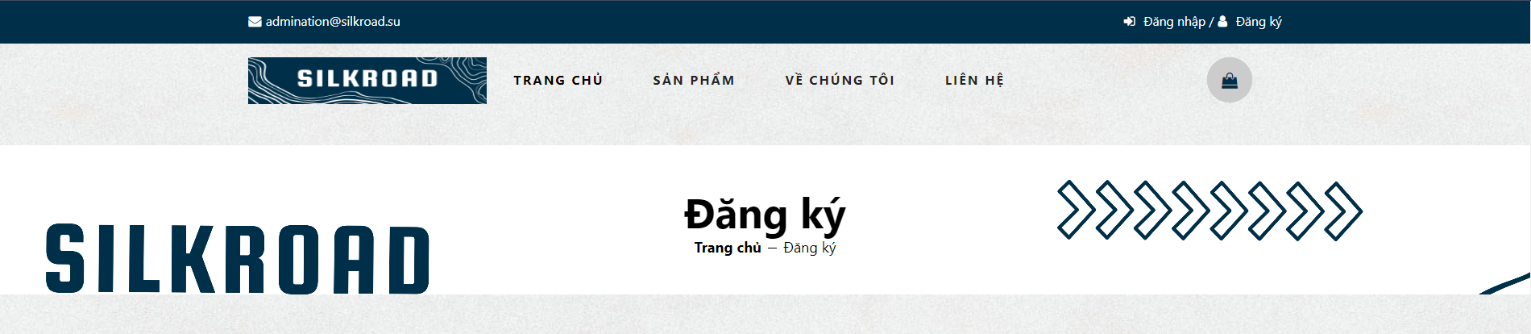 admination@silkroad.su
Đăng nhập / Đăng ký
SILKROAD
TRANG CHỦ SẢN PHẨM VỀ CHÚNG TÔI LIÊN HỆ
Đăng ký
Trang chủ — Đăng ký
SILKROAD